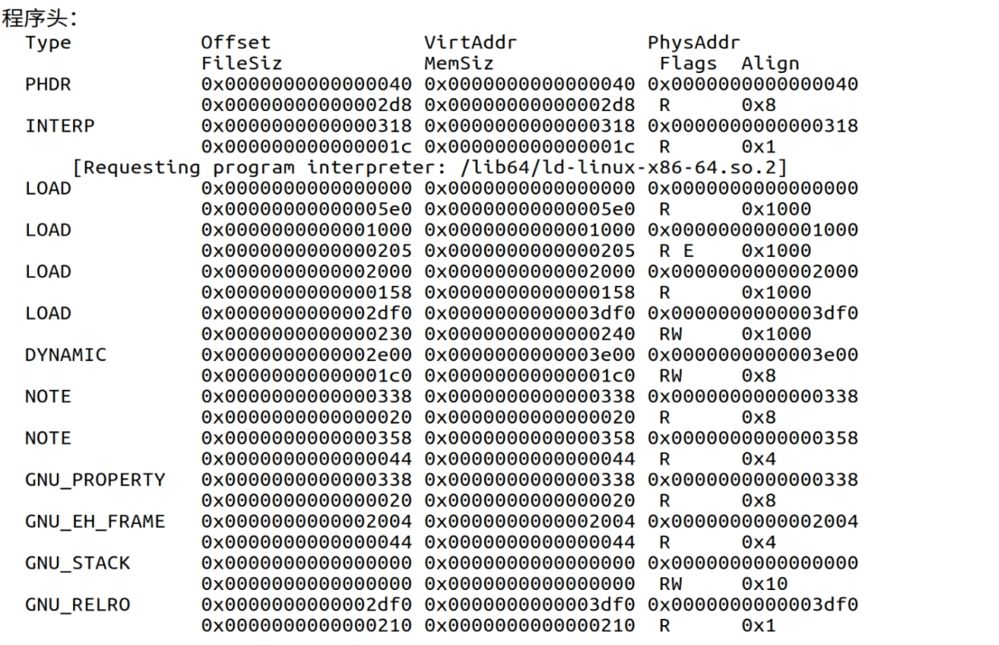 程序头：
  Type           Offset             VirtAddr           PhysAddr
                 FileSiz            MemSiz              Flags  Align
  PHDR           0x0000000000000040 0x0000000000000040 0x0000000000000040
                 0x00000000000002d8 0x00000000000002d8  R      0x8
  INTERP         0x0000000000000318 0x0000000000000318 0x0000000000000318
                 0x000000000000001c 0x000000000000001c  R      0x1
      [Requesting program interpreter: /lib64/ld-linux-x86-64.so.2]
  LOAD           0x0000000000000000 0x0000000000000000 0x0000000000000000
                 0x00000000000005e0 0x00000000000005e0  R      0x1000
  LOAD           0x0000000000001000 0x0000000000001000 0x0000000000001000
                 0x0000000000000205 0x0000000000000205  R E    0x1000
  LOAD           0x0000000000002000 0x0000000000002000 0x0000000000002000
                 0x0000000000000158 0x0000000000000158  R      0x1000
  LOAD           0x0000000000002df0 0x0000000000003df0 0x0000000000003df0
                 0x0000000000000230 0x0000000000000240  RW     0x1000
  DYNAMIC        0x0000000000002e00 0x0000000000003e00 0x0000000000003e00
                 0x00000000000001c0 0x00000000000001c0  RW     0x8
  NOTE           0x0000000000000338 0x0000000000000338 0x0000000000000338
                 0x0000000000000020 0x0000000000000020  R      0x8
  NOTE           0x0000000000000358 0x0000000000000358 0x0000000000000358
                 0x0000000000000044 0x0000000000000044  R      0x4
  GNU_PROPERTY   0x0000000000000338 0x0000000000000338 0x0000000000000338
                 0x0000000000000020 0x0000000000000020  R      0x8
  GNU_EH_FRAME   0x0000000000002004 0x0000000000002004 0x0000000000002004
                 0x0000000000000044 0x0000000000000044  R      0x4
  GNU_STACK      0x0000000000000000 0x0000000000000000 0x0000000000000000
                 0x0000000000000000 0x0000000000000000  RW     0x10
  GNU_RELRO      0x0000000000002df0 0x0000000000003df0 0x0000000000003df0
                 0x0000000000000210 0x0000000000000210  R      0x1